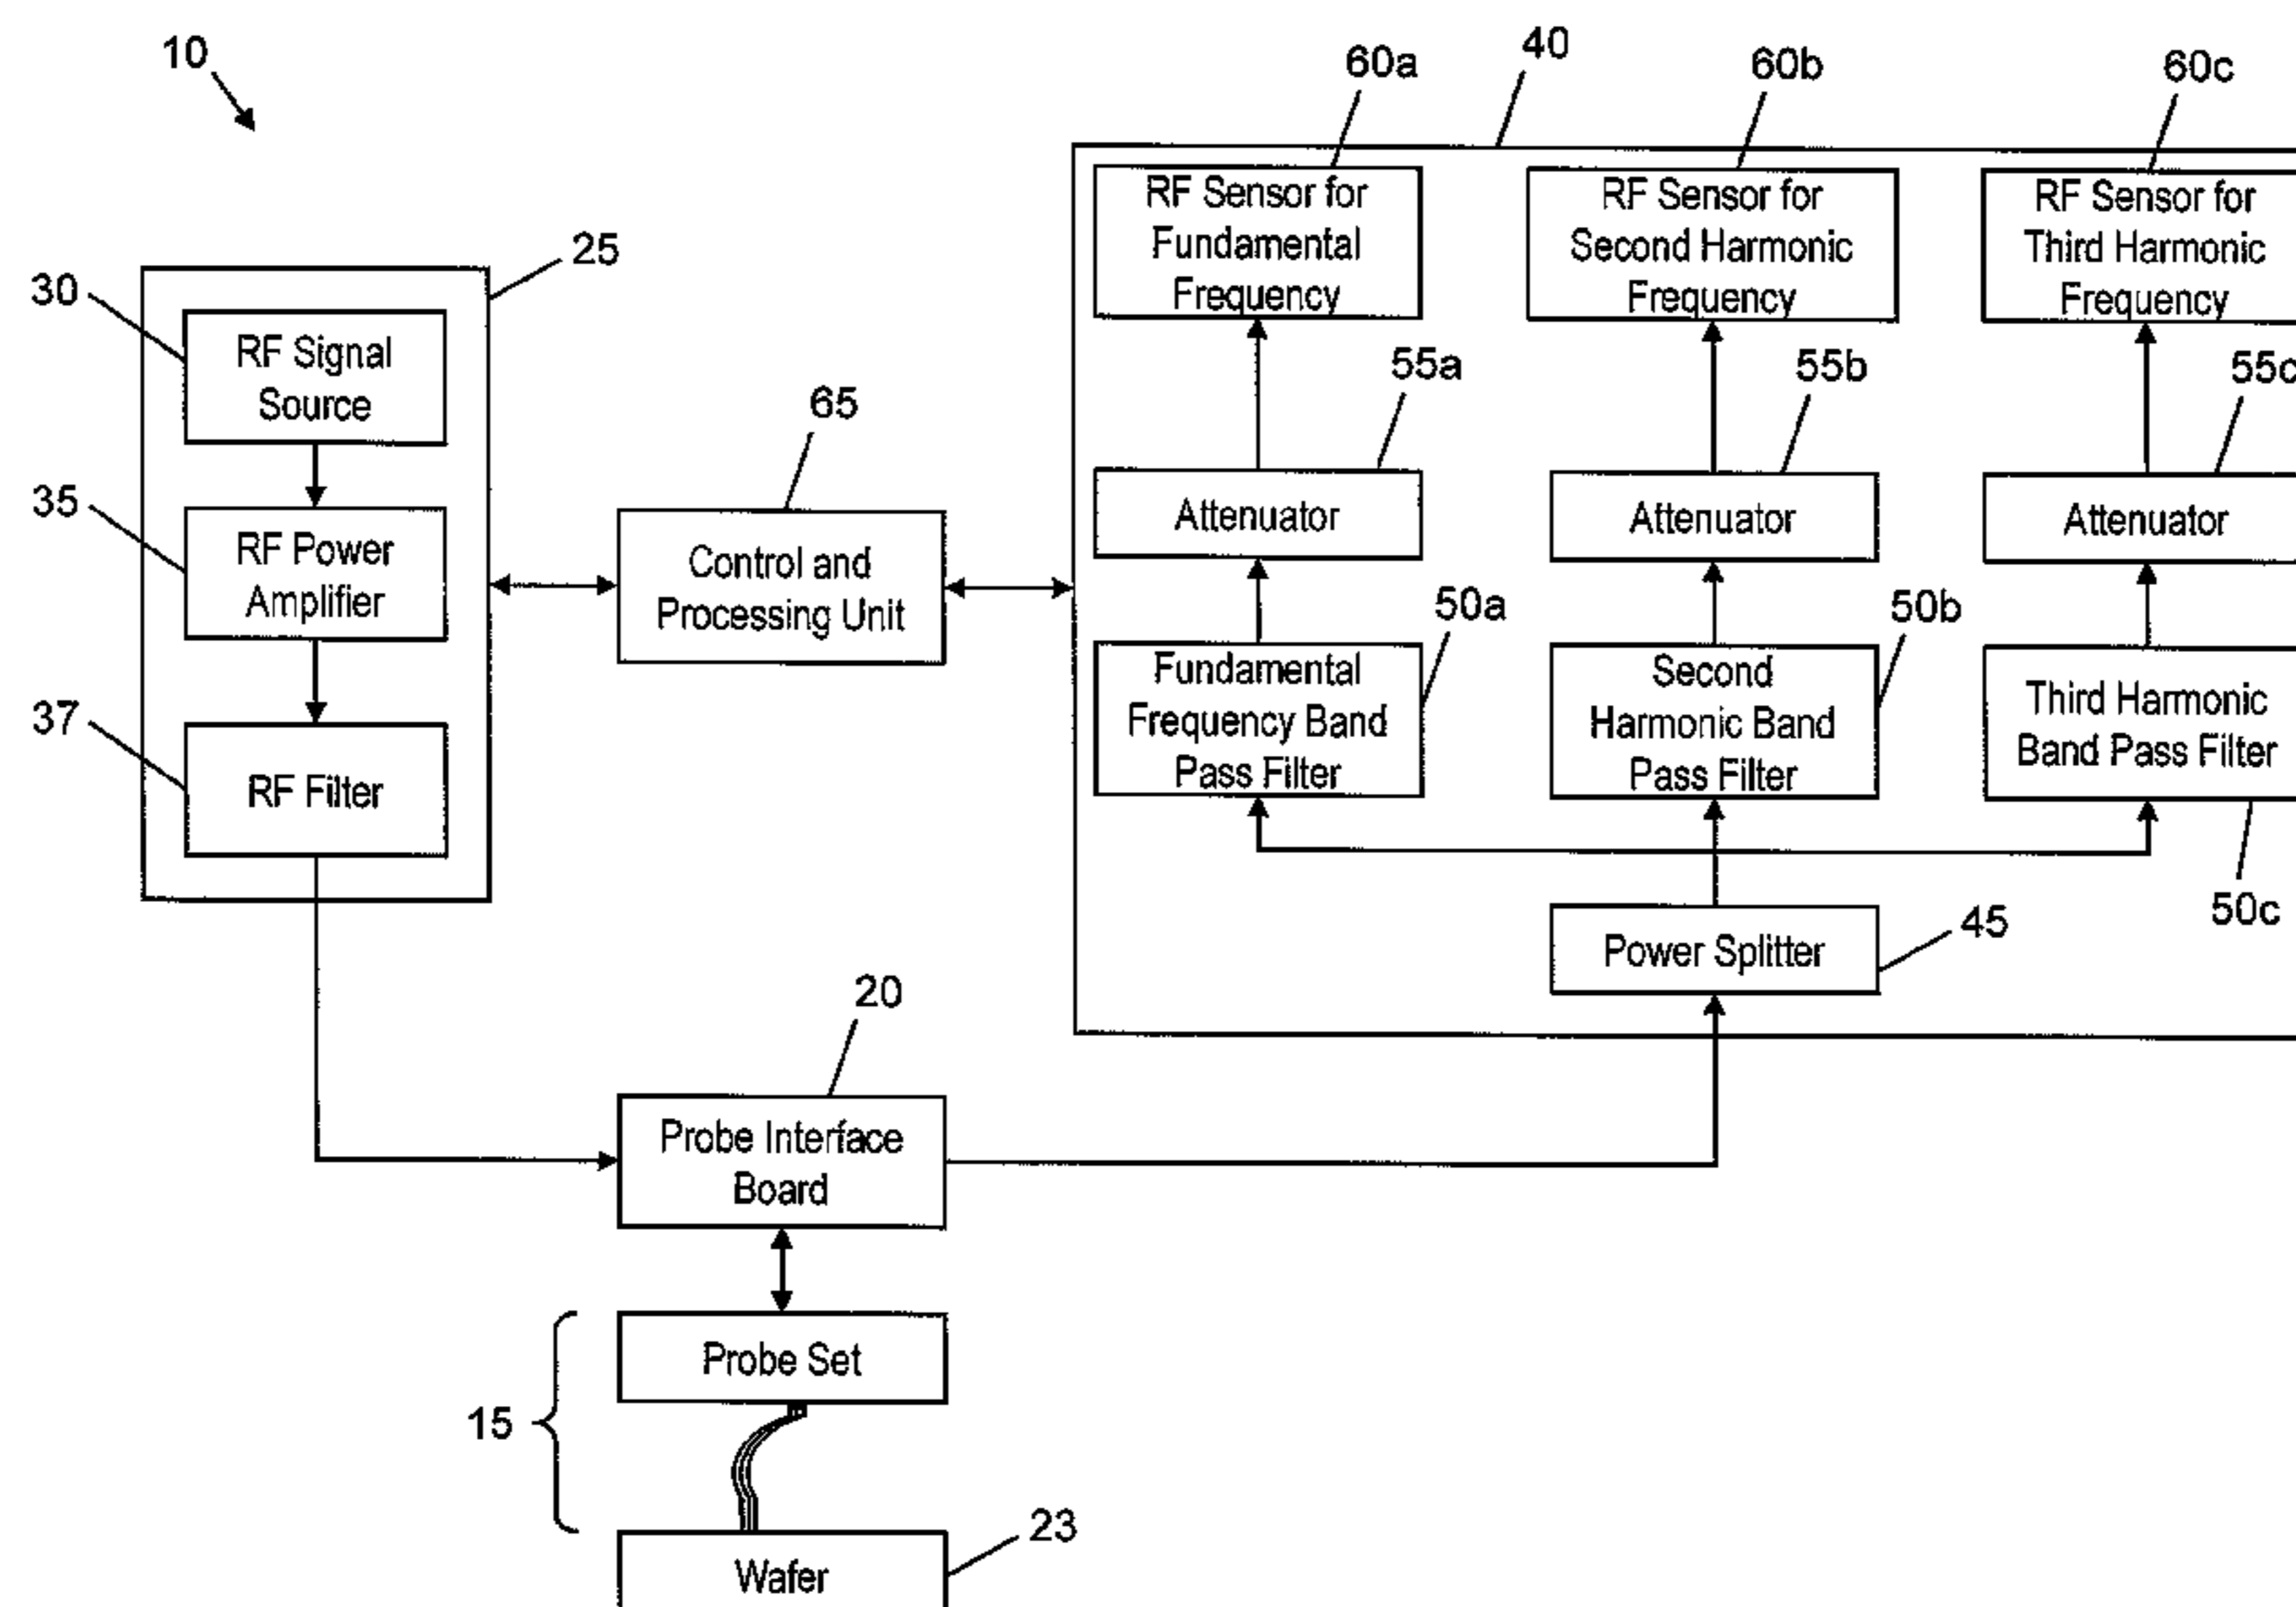 10
40
60a
60b
60c
25
30
RF Signal
Source
35
RF Power
Amplifier
37
RF Filter
65
Control and
Processing Unit
RF Sensor for
Fundamental
Frequency
RF Sensor for
Second Harmonic
Frequency
RF Sensor for
Third Harmonic
Frequency
55a
55b
55c
Attenuator
Attenuator
Attenuator
50a
50b
Fundamental
Frequency Band
Pass Filter
Second
Harmonic Band
Pass Filter
Third Harmonic
Band Pass Filter
50c
Power Splitter
45
20
Probe Interface
Board
15
Probe Set
23
Wafer